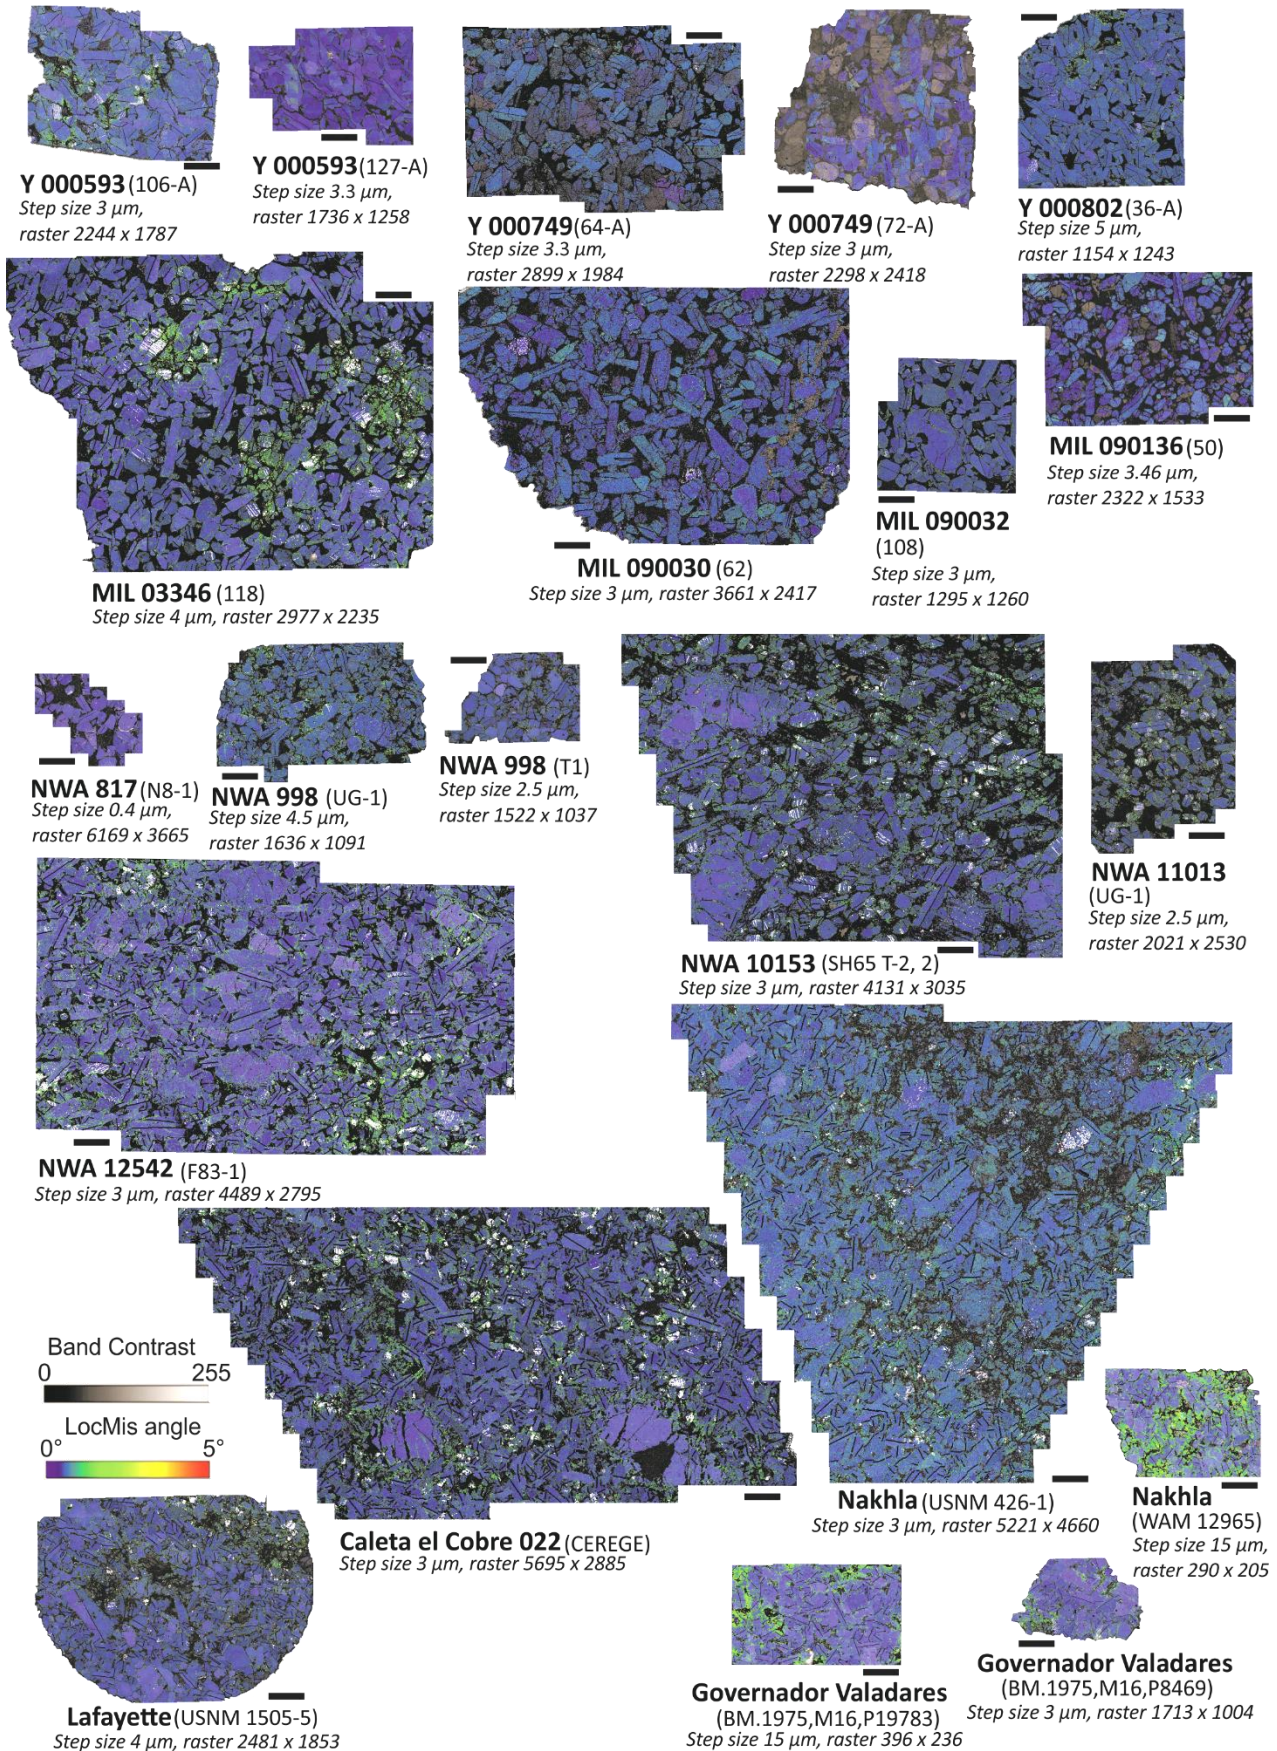 Y 000593 (106-A)
Step size 3 µm,
raster 2244 x 1787
Y 000593 (127-A)
Step size 3.3 µm,
raster 1736 x 1258
Y 000749 (64-A)
Step size 3.3 µm,
raster 2899 x 1984
Y 000749 (72-A)
Step size 3 µm,
raster 2298 x 2418
Y 000802 (36-A)
Step size 5 µm,
raster 1154 x 1243
MIL 03346 (118)
Step size 4 µm, raster 2977 x 2235
MIL 090030 (62)
Step size 3 µm, raster 3661 x 2417
MIL 090032
(108)
Step size 3 µm,
raster 1295 x 1260
MIL 090136 (50)
Step size 3.46 µm,
raster 2322 x 1533
NWA 817 (N8-1)
Step size 0.4 µm,
raster 6169 x 3665
NWA 998 (UG-1)
Step size 4.5 µm,
raster 1636 x 1091
NWA 998 (T1)
Step size 2.5 µm,
raster 1522 x 1037
NWA 10153 (SH65 T-2, 2)
Step size 3 µm, raster 4131 x 3035
NWA 11013
(UG-1)
Step size 2.5 µm,
raster 2021 x 2530
NWA 12542 (F83-1)
Step size 3 µm, raster 4489 x 2795
Band Contrast
0 255
LocMis angle
0° 5°
Caleta el Cobre 022 (CEREGE)
Step size 3 µm, raster 5695 x 2885
Nakhla (USNM 426-1)
Step size 3 µm, raster 5221 x 4660
Nakhla
(WAM 12965)
Step size 15 µm,
raster 290 x 205
Lafayette (USNM 1505-5)
Step size 4 µm, raster 2481 x 1853
Governador Valadares
(BM.1975,M16,P19783)
Step size 15 µm, raster 396 x 236
Governador Valadares
(BM.1975,M16,P8469)
Step size 3 µm, raster 1713 x 1004